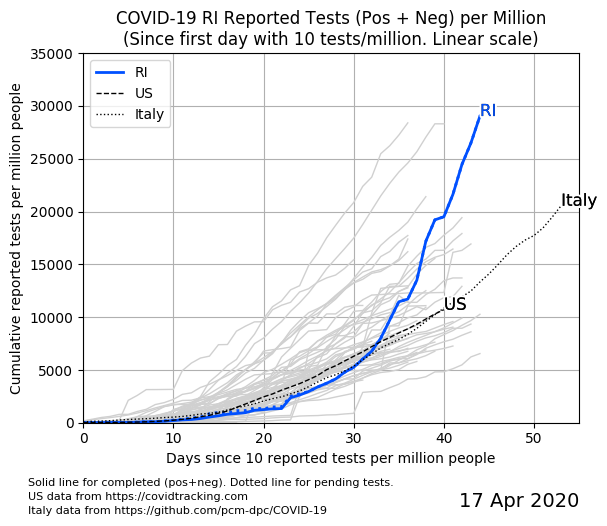 COVID-19 RI Reported Tests (Pos + Neg) per Million
(Since first day with 10 tests/million. Linear scale)
Cumulative reported tests per million people
35000
30000
25000
20000
15000
10000
5000
0
RI
US
Italy
RI
Italy
US
0 10 20 30 40 50
Days since 10 reported tests per million people
Solid line for completed (pos+neg). Dotted line for pending tests.
US data from https://covidtracking.com
Italy data from https://github.com/pcm-dpc/COVID-19
17 Apr 2020